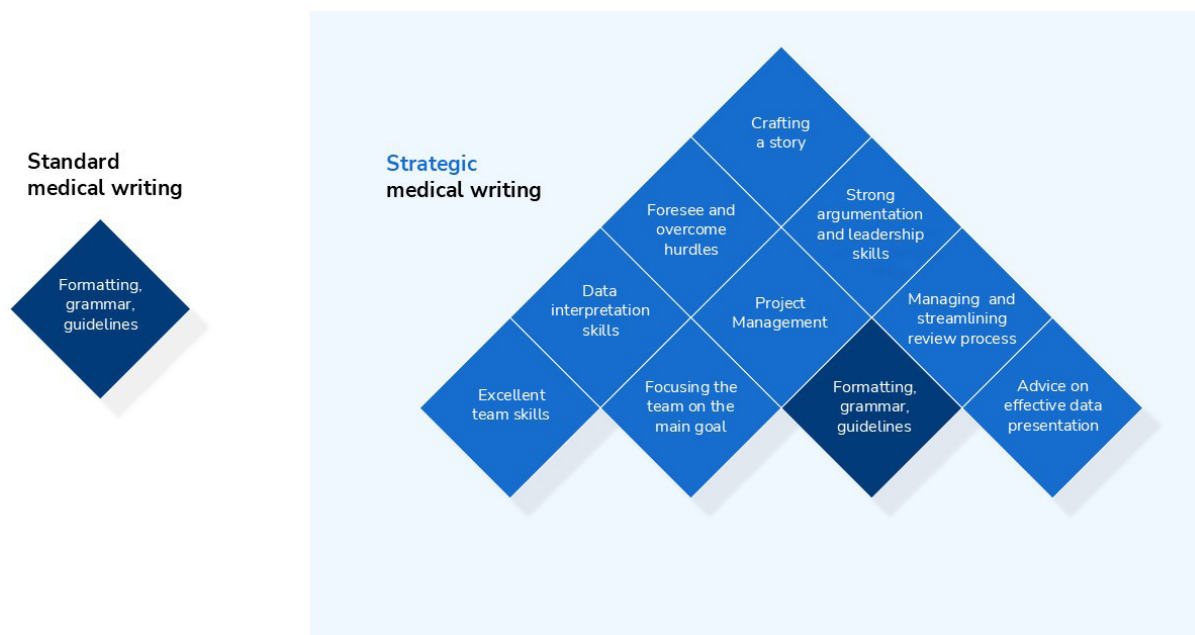 Standard
medical writing
Formatting,
grammar,
guidelines
Strategic
medical writing
Crafting
a story
Foresee and
overcome
hurdles
Strong
argumentation
and leadership
skills
Data
interpretation
skills
Project
Management
Managing and
streamlining
review process
Excellent
team skills
Focusing the
team on the
main goal
Formatting,
grammar,
guidelines
Advice on
effective data
presentation